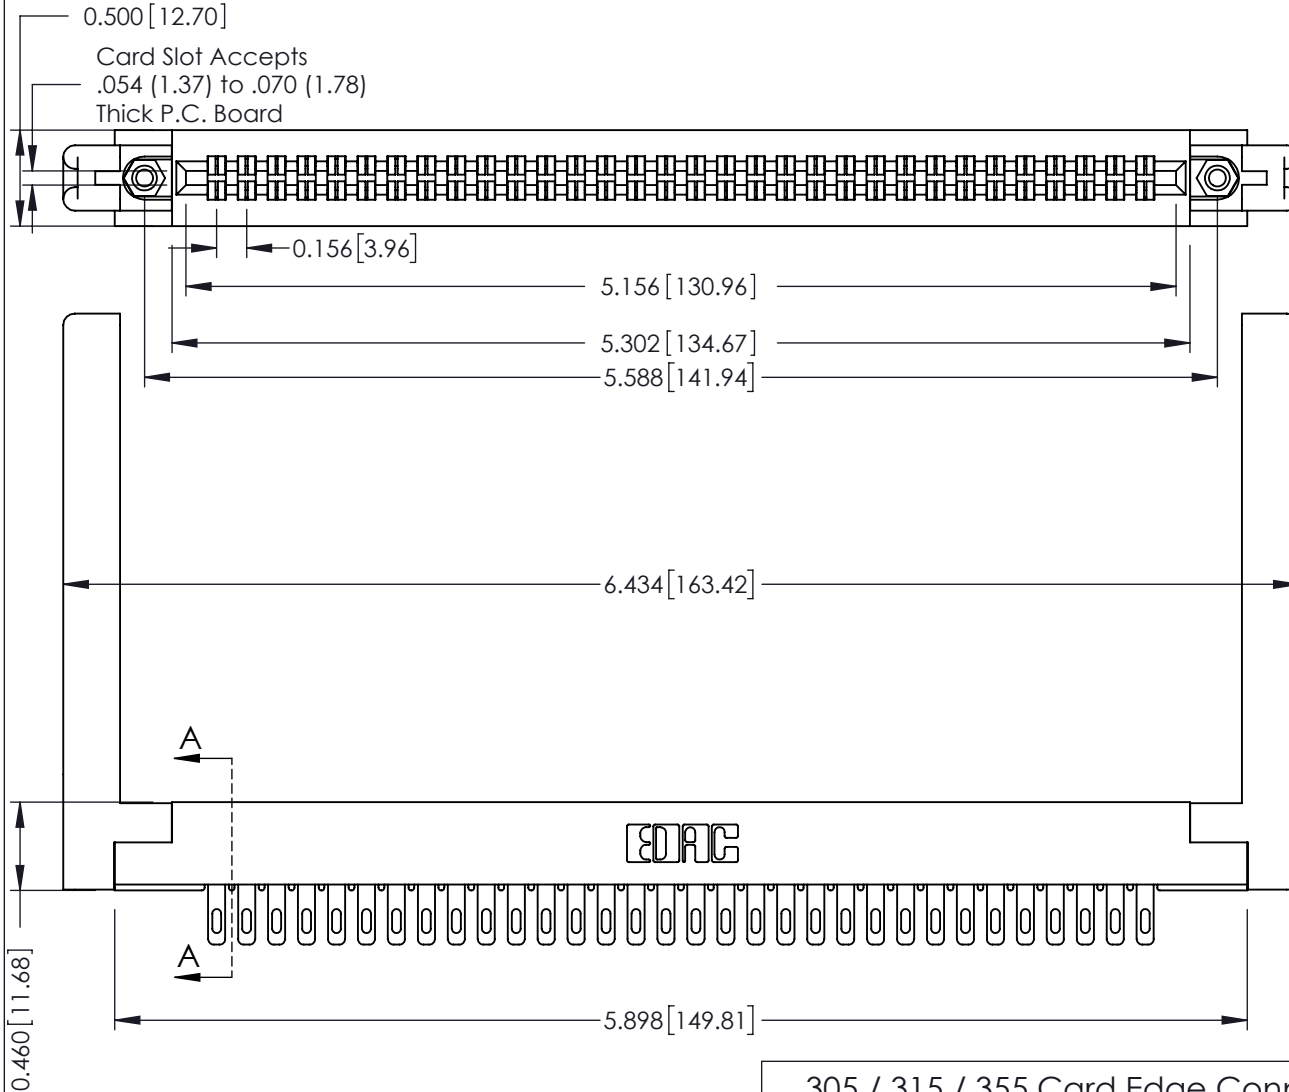 0.500 [12.70]
Card Slot Accepts
.054 (1.37) to .070 (1.78)
Thick P.C. Board
0.156 [3.96]
5.156 [130.96]
5.302 [134.67]
5.588 [141.94]
6.434 [163.42]
A
EDAC
A
0.460 [11.68]
5.898 [149.81]
305 / 315 / 355 Card Edge